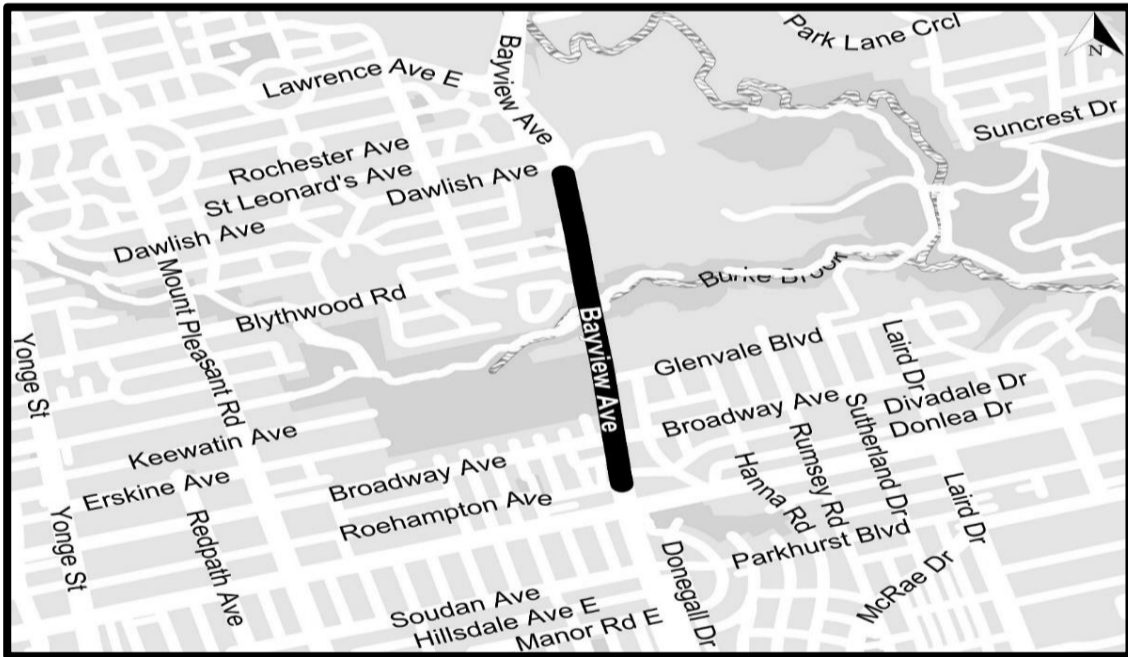 Park Lane Crcl
N
Bayview Ave
Lawrence Ave E
Suncrest Dr
Rochester Ave
St Leonard's Ave
Dawlish Ave
Dawlish Ave
Mount Pleasant Rd
Burke Brook
Blythwood Rd
Bayview Ave
Yonge St
Glenvale Blvd
Laird Dr
Divadale Dr
Donlea Dr
Broadway Ave
Sutherland Dr
Rumsey Rd
Hanna Rd
Keewatin Ave
Erskine Ave
Broadway Ave
Roehampton Ave
Yonge St
Redpath Ave
Laird Dr
Parkhurst Blvd
McRae Dr
Donegall Dr
Soudan Ave
Hillsdale Ave E
Manor Rd E